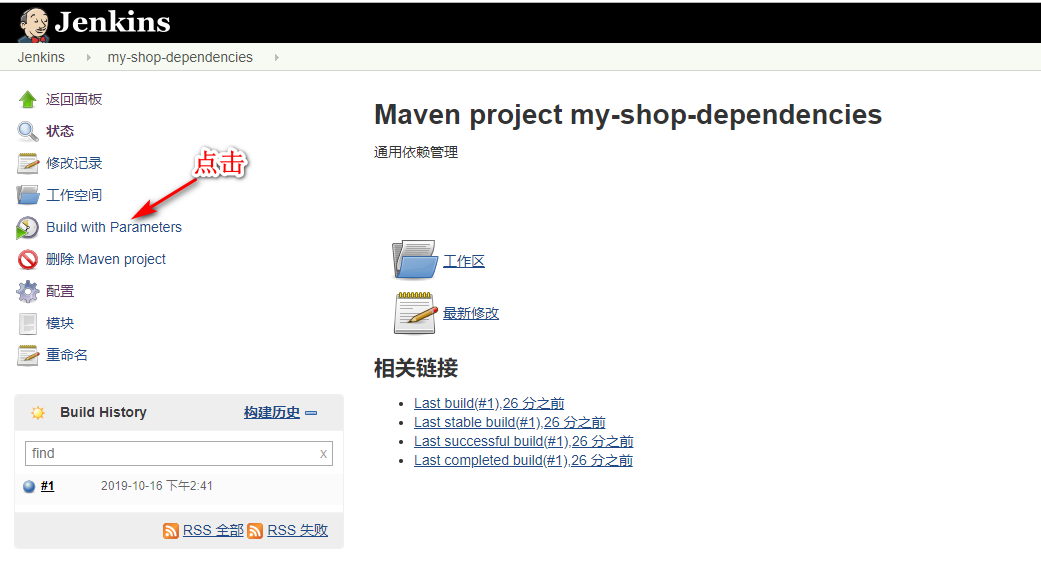 Jenkins
Jenkins
my-shop-dependencies
返回面板
状态
修改记录
工作空间
Build with Parameters
删除 Maven project
配置
模块
重命名
点击
Build History
构建历史
find
x
#1
2019-10-16 下午2:41
RSS 全部
RSS 失败
Maven project my-shop-dependencies
通用依赖管理
工作区
最新修改
相关链接
Last build(#1),26 分之前
Last stable build(#1),26 分之前
Last successful build(#1),26 分之前
Last completed build(#1),26 分之前